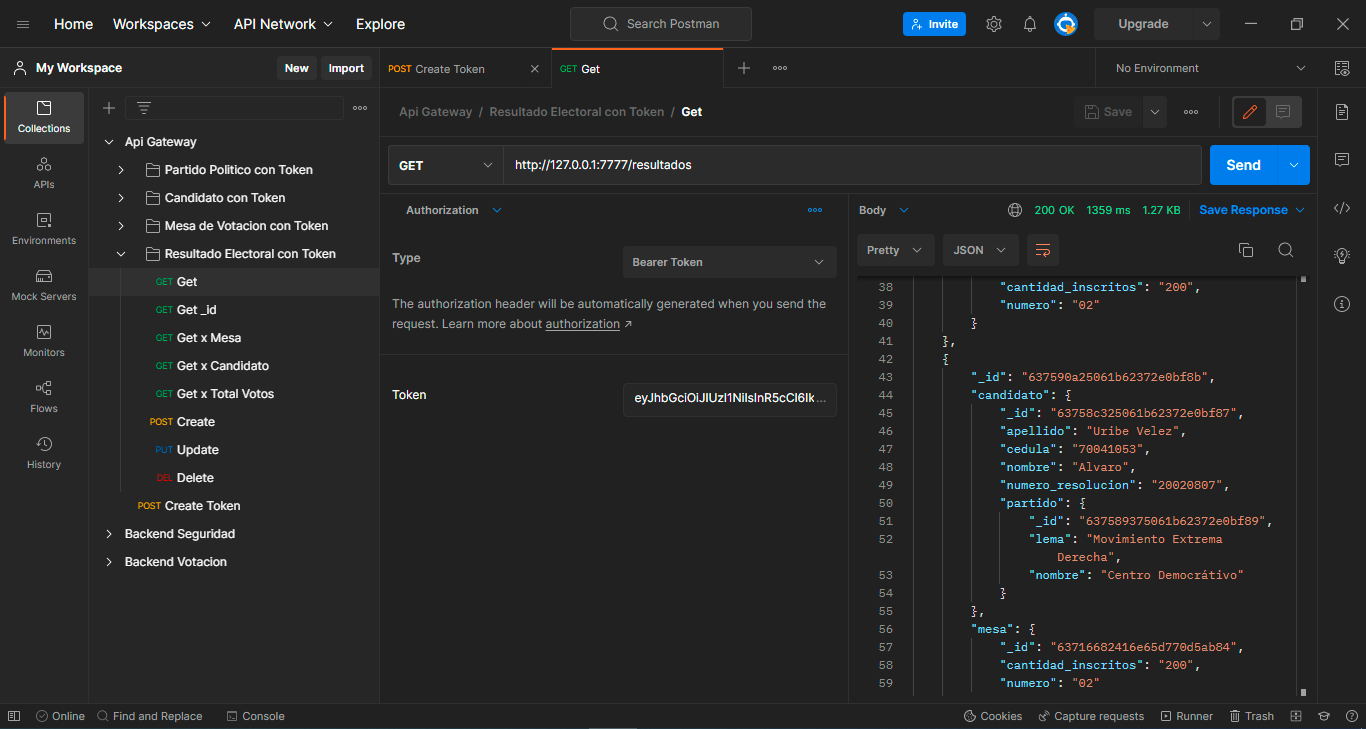 Home Workspaces API Network Explore Search Postman Invite Upgrade
My Workspace New Import POST Create Token GET Get No Environment
Collections
APIs
Environments
Mock Servers
Monitors
Flows
History
Api Gateway
Partido Politico con Token
Candidato con Token
Mesa de Votacion con Token
Resultado Electoral con Token
GET Get
GET Get _id
GET Get x Mesa
GET Get x Candidato
GET Get x Total Votos
POST Create
PUT Update
DEL Delete
POST Create Token
Backend Seguridad
Backend Votacion
Api Gateway / Resultado Electoral con Token / Get Save
GET http://127.0.0.1:7777/resultados Send
Authorization
Type Bearer Token
The authorization header will be automatically generated when you send the
request. Learn more about authorization ↗
Token eyJhbGciOiJIUzI1NiIsInR5cCI6Ik...
Body 200 OK 1359 ms 1.27 KB Save Response
Pretty JSON
38 "cantidad_inscritos": "200",
39 "numero": "02"
40 }
41 },
42 {
43 "_id": "637590a25061b62372e0bf8b",
44 "candidato": {
45 "_id": "63758c325061b62372e0bf87",
46 "apellido": "Uribe Velez",
47 "cedula": "70041053",
48 "nombre": "Alvaro",
49 "numero_resolucion": "20020807",
50 "partido": {
51 "_id": "637589375061b62372e0bf89",
52 "lema": "Movimiento Extrema
Derecha",
53 "nombre": "Centro Democrátivo"
54 }
55 },
56 "mesa": {
57 "_id": "63716682416e65d770d5ab84",
58 "cantidad_inscritos": "200",
59 "numero": "02"
Online Find and Replace Console Cookies Capture requests Runner Trash